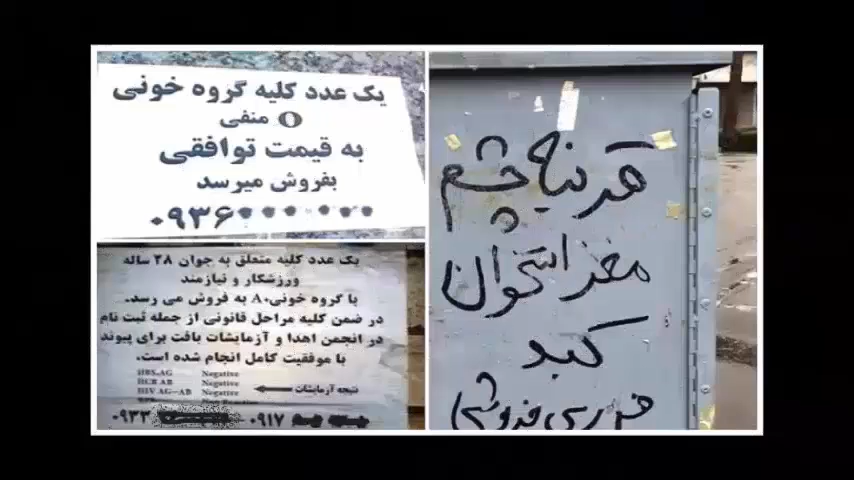 یک عدد کلیه گروه خونی
O منفی
به قیمت توافقی
بفروش میرسد
۰۹۳۶
یک عدد کلیه متعلق به جوان ۲۸ ساله
ورزشکار و نیازمند
با گروه خونی A+ به فروش می رسد.
در ضمن کلیه مراحل قانونی از جمله ثبت نام
در انجمن اهدا و آزمایشات بافت برای پیوند
با موفقیت کامل انجام شده است.
HBS.AG Negative
HCB AB Negative
HIV AG-AB Negative نتیجه آزمایشات
۰۹۳۳ ۰۹۱۷
قرنیه چشم
مغز استخوان
کبد
فروشی